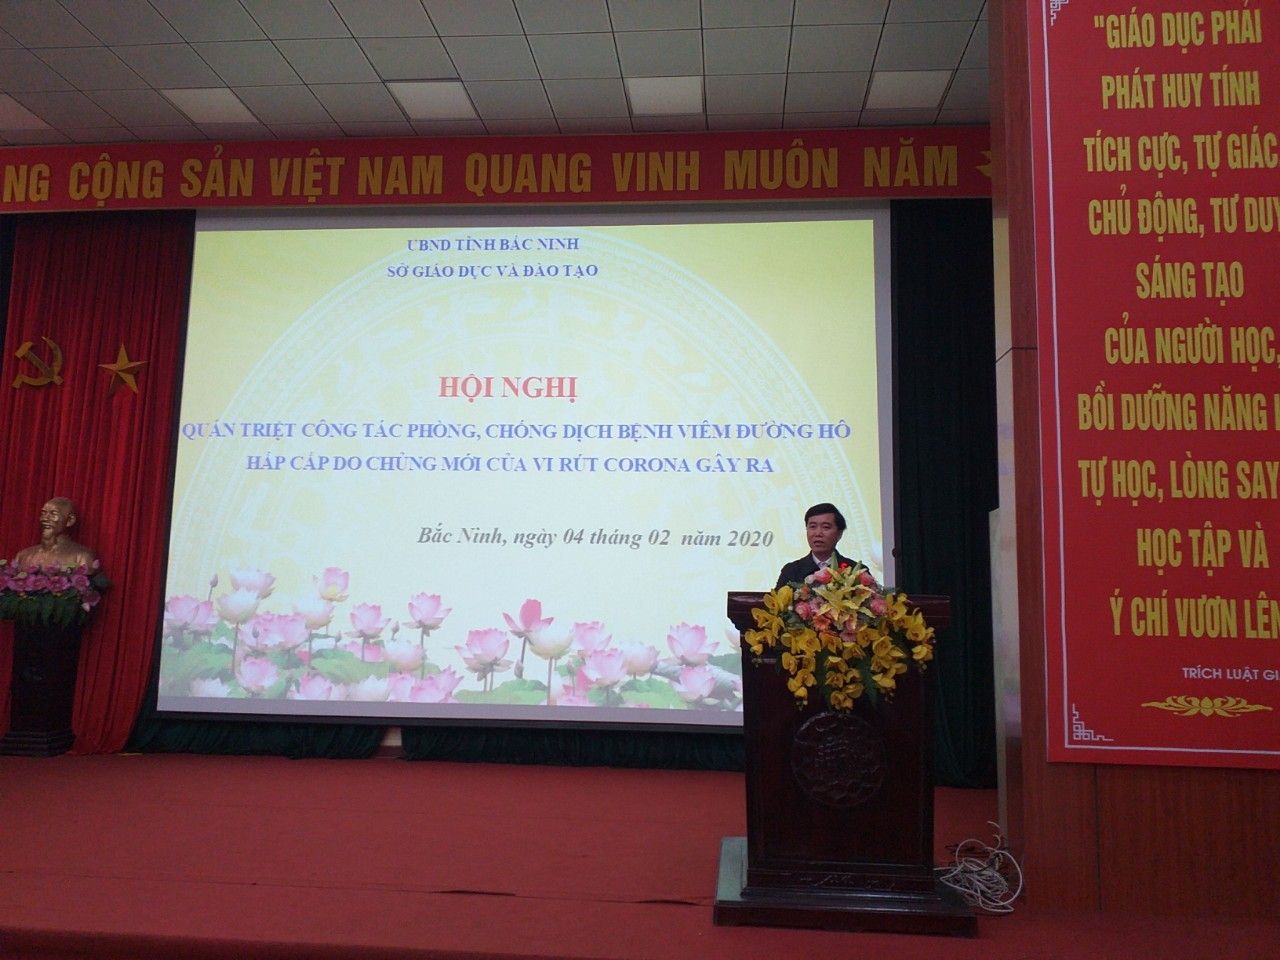 NG CỘNG SẢN VIỆT NAM QUANG VINH MUÔN NĂM
UBND TỈNH BẮC NINH
SỞ GIÁO DỤC VÀ ĐÀO TẠO
HỘI NGHỊ
QUÁN TRIỆT CÔNG TÁC PHÒNG, CHỐNG DỊCH BỆNH VIÊM ĐƯỜNG HÔ
HẤP CẤP DO CHỦNG MỚI CỦA VI RÚT CORONA GÂY RA
Bắc Ninh, ngày 04 tháng 02 năm 2020
"GIÁO DỤC PHẢI
PHÁT HUY TÍNH
TÍCH CỰC, TỰ GIÁC,
CHỦ ĐỘNG, TƯ DUY
SÁNG TẠO
CỦA NGƯỜI HỌC,
BỒI DƯỠNG NĂNG
TỰ HỌC, LÒNG SAY
HỌC TẬP VÀ
Ý CHÍ VƯƠN LÊN
TRÍCH LUẬT GI